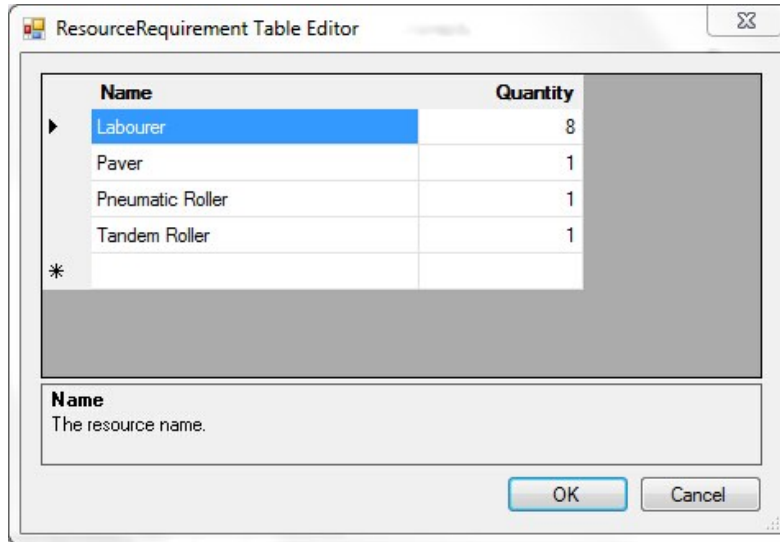 ResourceRequirement Table Editor
Name Quantity
Labourer 8
Paver 1
Pneumatic Roller 1
Tandem Roller 1
Name
The resource name.
OK Cancel